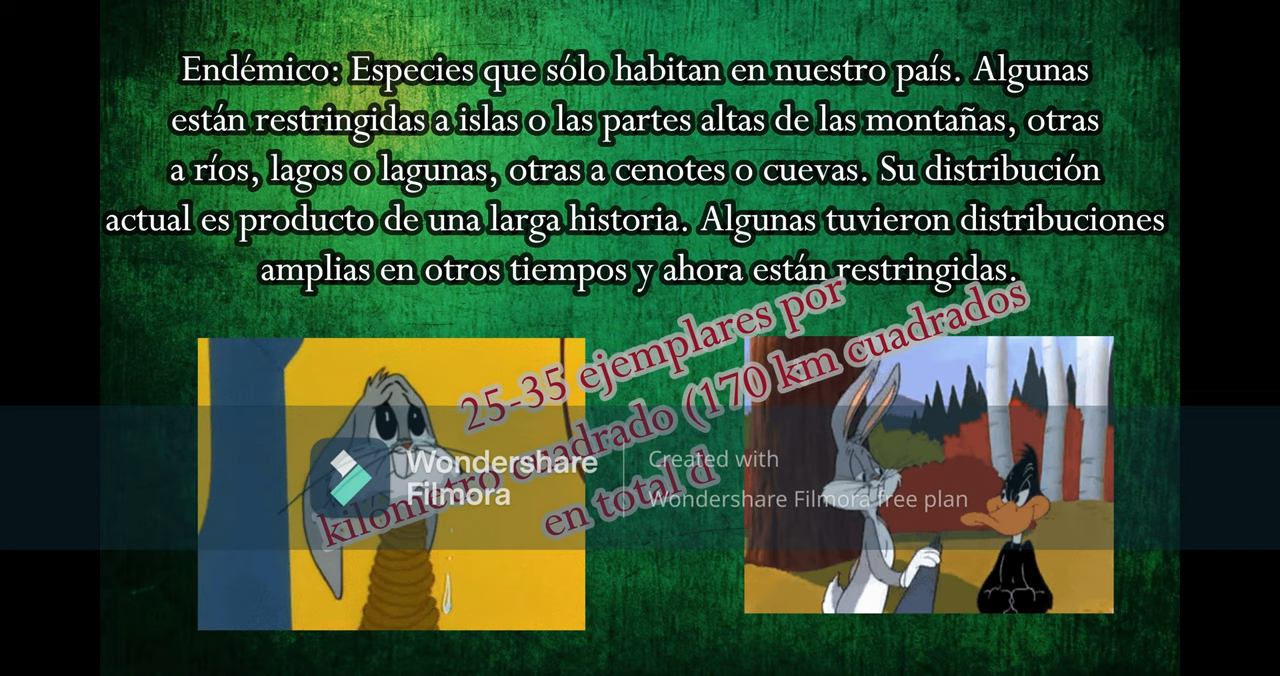 Endémico: Especies que sólo habitan en nuestro país. Algunas
están restringidas a islas o las partes altas de las montañas, otras
a ríos, lagos o lagunas, otras a cenotes o cuevas. Su distribución
actual es producto de una larga historia. Algunas tuvieron distribuciones
amplias en otros tiempos y ahora están restringidas.
25-35 ejemplares por
kilómetro cuadrado (170 km cuadrados
en total d
Wondershare
Filmora
Created with
Wondershare Filmora free plan